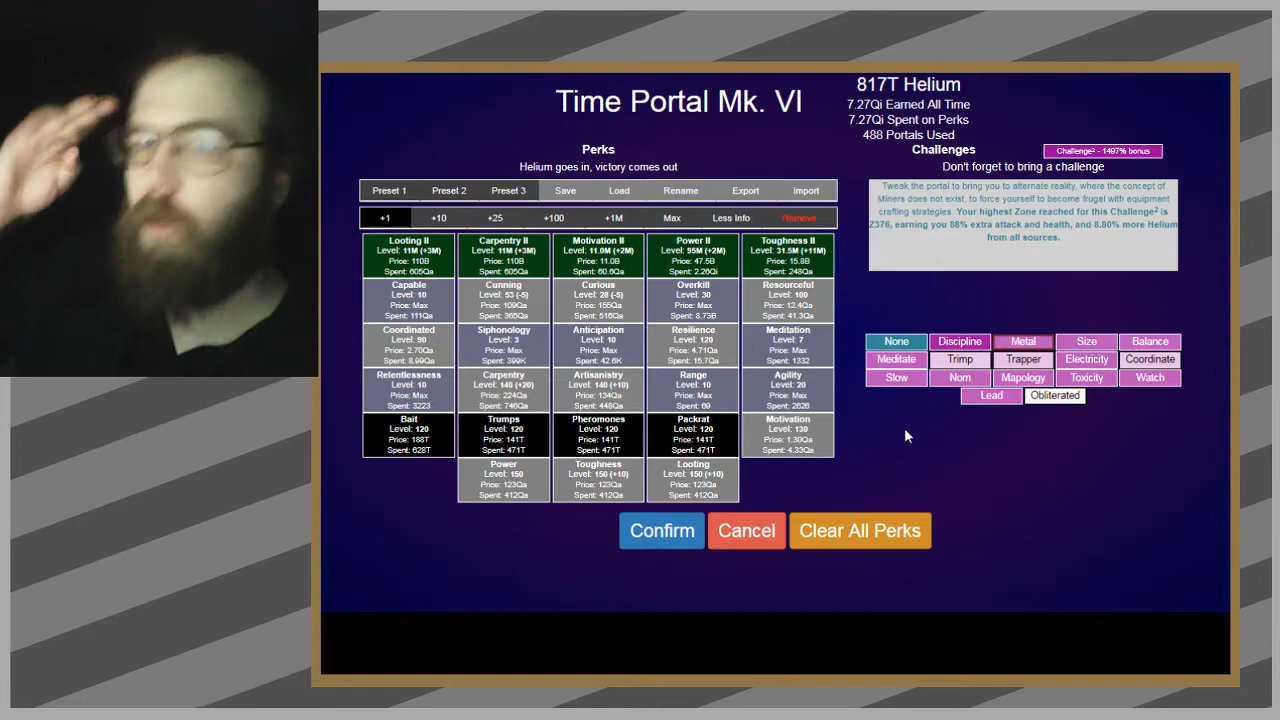 Time Portal Mk. VI
817T Helium
7.27Qi Earned All Time
7.27Qi Spent on Perks
488 Portals Used
Perks
Helium goes in, victory comes out
Challenges
Challenge² - 1497% bonus
Don't forget to bring a challenge
Preset 1 Preset 2 Preset 3 Save Load Rename Export Import
+1 +10 +25 +100 +1M Max Less Info Remove
Tweak the portal to bring you to alternate reality, where the concept of
Miners does not exist, to force yourself to become frugal with equipment
crafting strategies. Your highest Zone reached for this Challenge² is
Z376, earning you 88% extra attack and health, and 8.80% more Helium
from all sources.
Looting II
Level: 11M (+3M)
Price: 110B
Spent: 605Qa
Carpentry II
Level: 11M (+3M)
Price: 110B
Spent: 605Qa
Motivation II
Level: 11.0M (+2M)
Price: 11.0B
Spent: 60.6Qa
Power II
Level: 95M (+2M)
Price: 47.5B
Spent: 2.26Qi
Toughness II
Level: 31.5M (+11M)
Price: 15.8B
Spent: 248Qa
Capable
Level: 10
Price: Max
Spent: 111Qa
Cunning
Level: 53 (-5)
Price: 109Qa
Spent: 365Qa
Curious
Level: 28 (-5)
Price: 155Qa
Spent: 516Qa
Overkill
Level: 30
Price: Max
Spent: 8.73B
Resourceful
Level: 100
Price: 12.4Qa
Spent: 41.3Qa
Coordinated
Level: 90
Price: 2.70Qa
Spent: 8.99Qa
Siphonology
Level: 3
Price: Max
Spent: 399K
Anticipation
Level: 10
Price: Max
Spent: 42.6K
Resilience
Level: 120
Price: 4.71Qa
Spent: 15.7Qa
Meditation
Level: 7
Price: Max
Spent: 1332
Relentlessness
Level: 10
Price: Max
Spent: 3223
Carpentry
Level: 140 (+20)
Price: 224Qa
Spent: 746Qa
Artisanistry
Level: 140 (+10)
Price: 134Qa
Spent: 448Qa
Range
Level: 10
Price: Max
Spent: 69
Agility
Level: 20
Price: Max
Spent: 2626
Bait
Level: 120
Price: 188T
Spent: 628T
Trumps
Level: 120
Price: 141T
Spent: 471T
Pheromones
Level: 120
Price: 141T
Spent: 471T
Packrat
Level: 120
Price: 141T
Spent: 471T
Motivation
Level: 130
Price: 1.30Qa
Spent: 4.33Qa
Power
Level: 150
Price: 123Qa
Spent: 412Qa
Toughness
Level: 150 (+10)
Price: 123Qa
Spent: 412Qa
Looting
Level: 150 (+10)
Price: 123Qa
Spent: 412Qa
None Discipline Metal Size Balance
Meditate Trimp Trapper Electricity Coordinate
Slow Nom Mapology Toxicity Watch
Lead Obliterated
Confirm Cancel Clear All Perks